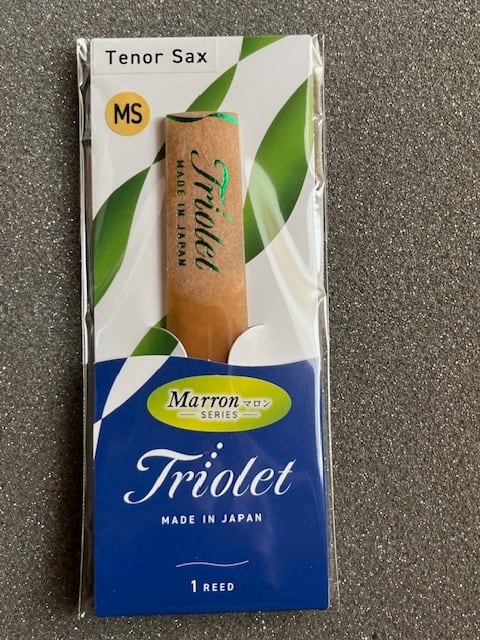 Tenor Sax
MS
Triolet
MADE IN JAPAN
Marron マロン
SERIES
Triolet
MADE IN JAPAN
1 REED